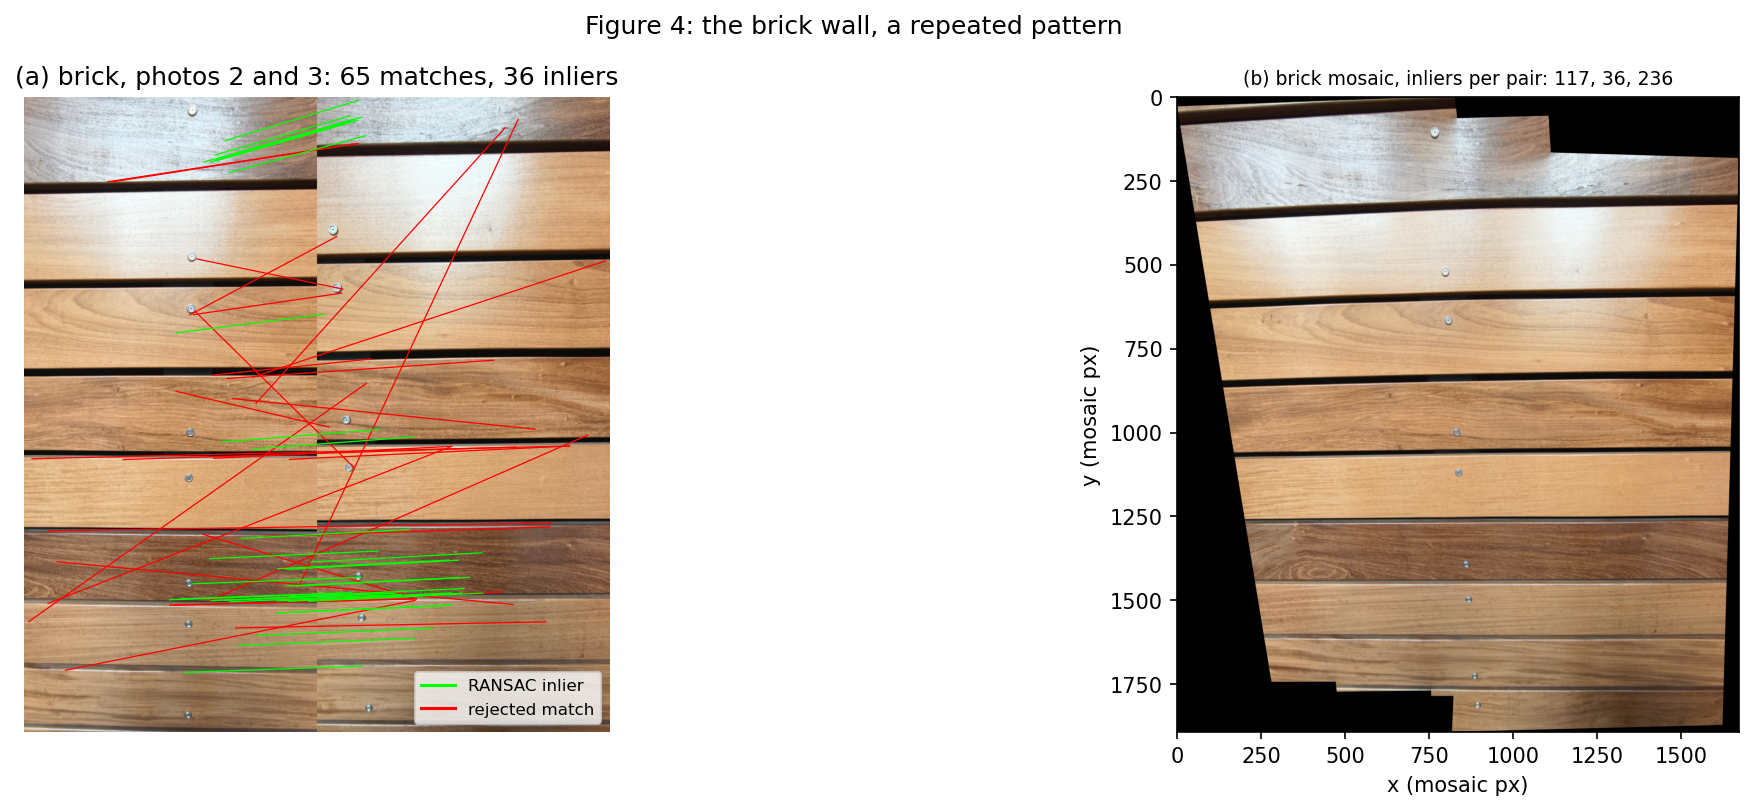 Figure 4: the brick wall, a repeated pattern
(a) brick, photos 2 and 3: 65 matches, 36 inliers
RANSAC inlier
rejected match
(b) brick mosaic, inliers per pair: 117, 36, 236
0
250
500
750
1000
1250
1500
1750
y (mosaic px)
0 250 500 750 1000 1250 1500
x (mosaic px)